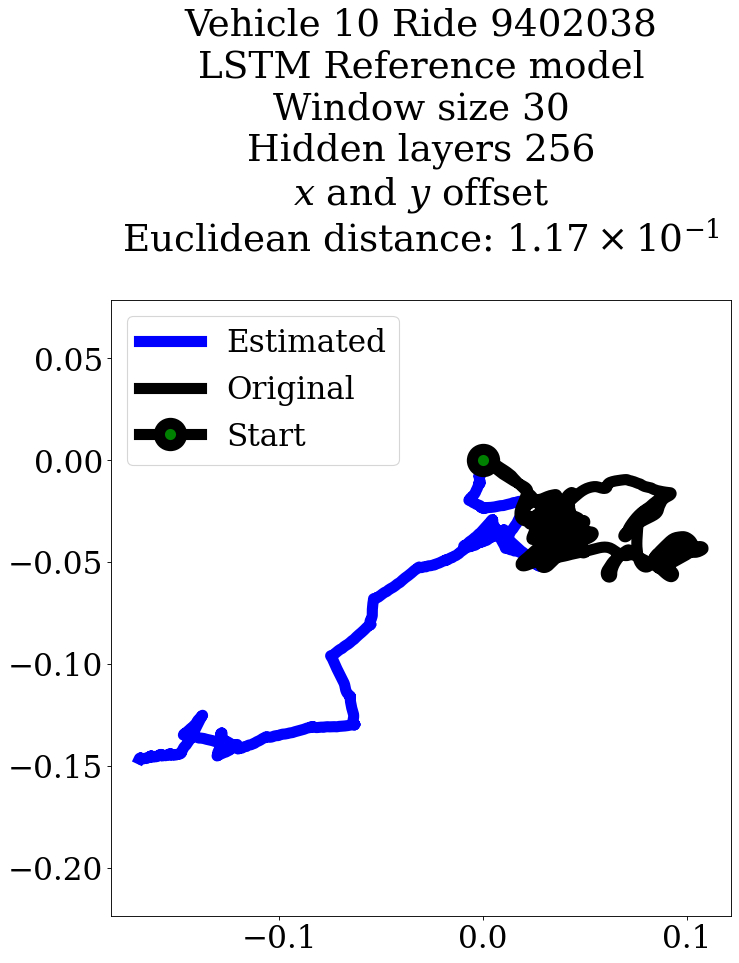 Vehicle 10 Ride 9402038
LSTM Reference model
Window size 30
Hidden layers 256
x and y offset
Euclidean distance: 1.17 × 10⁻¹
Estimated
Original
Start
0.05
0.00
−0.05
−0.10
−0.15
−0.20
−0.1 0.0 0.1